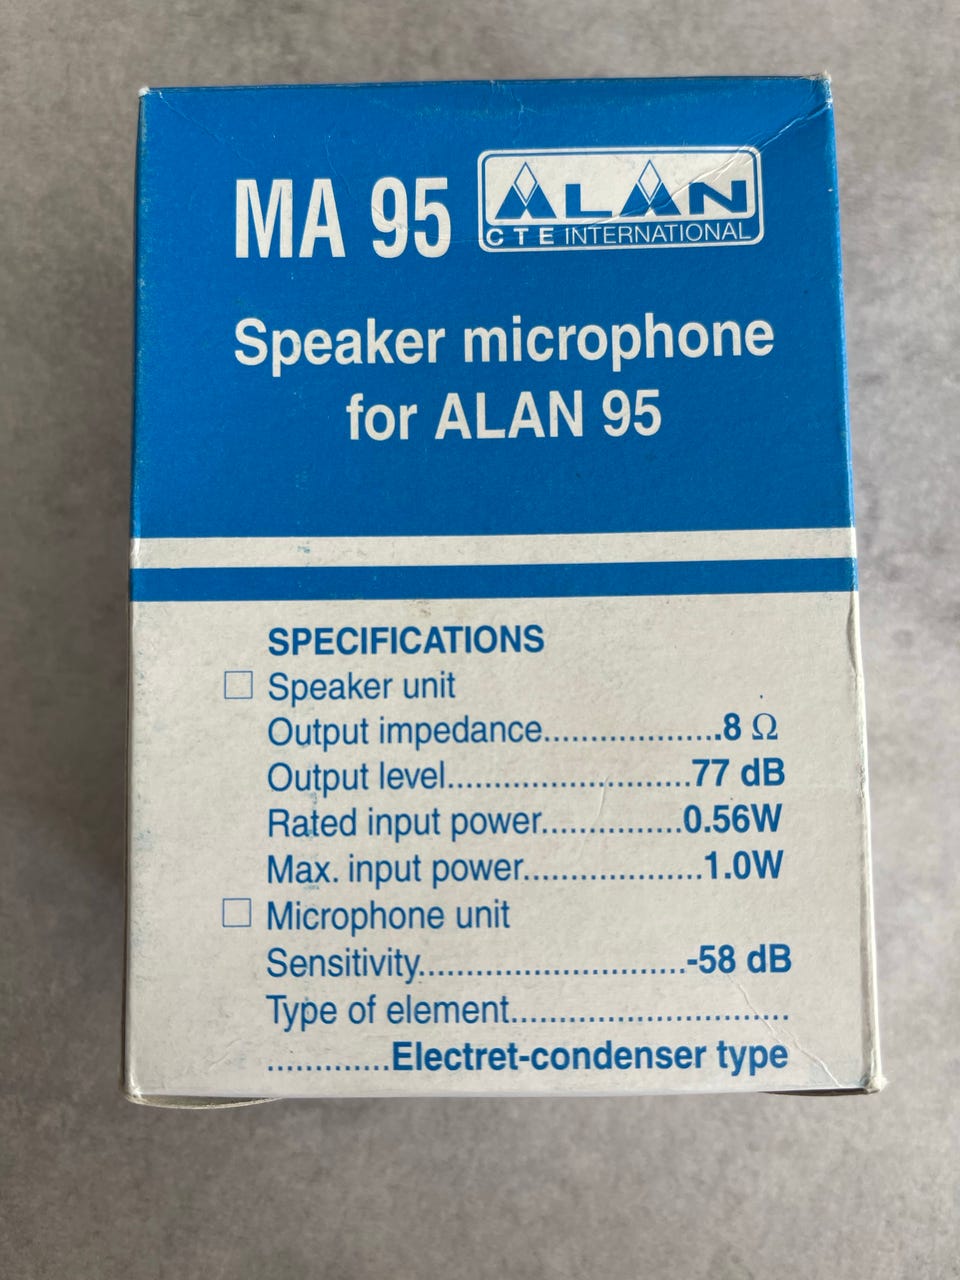 MA 95 ALAN
CTE INTERNATIONAL
Speaker microphone
for ALAN 95
SPECIFICATIONS
Speaker unit
Output impedance...................8 Ω
Output level..........................77 dB
Rated input power...............0.56W
Max. input power...................1.0W
Microphone unit
Sensitivity............................-58 dB
Type of element.............................
.............Electret-condenser type